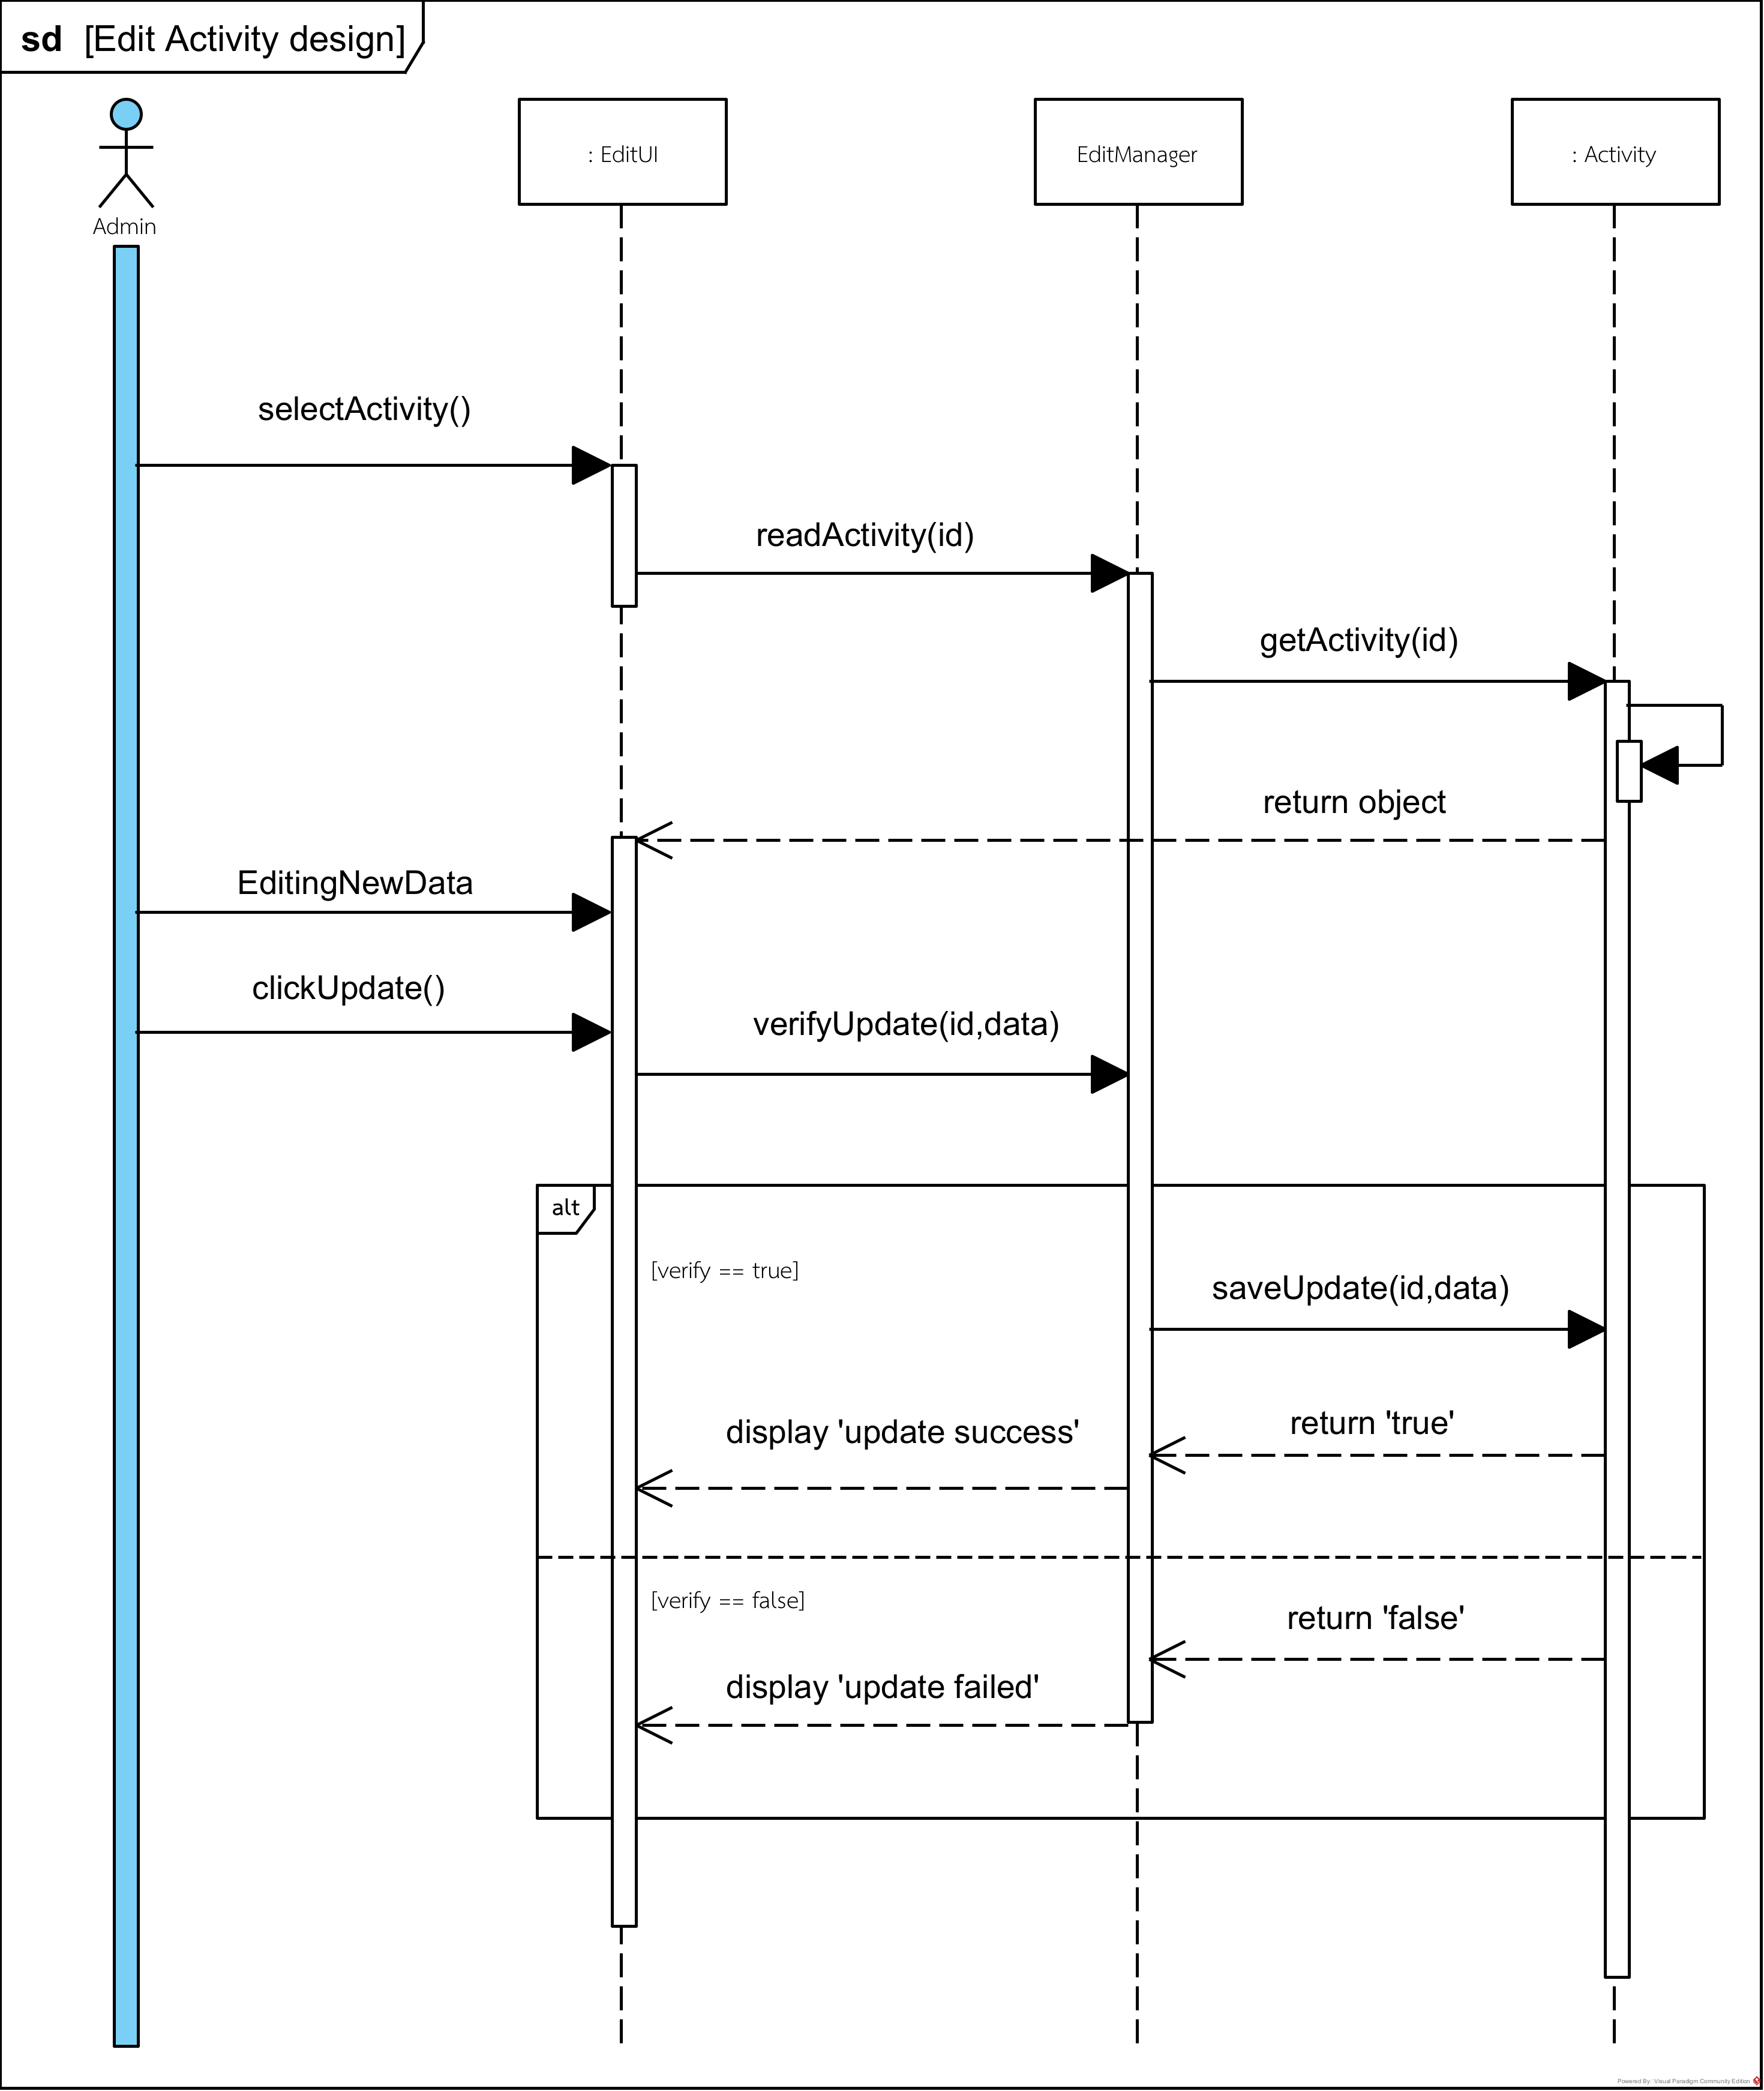 sd [Edit Activity design]
: EditUI
EditManager
: Activity
Admin
selectActivity()
readActivity(id)
getActivity(id)
return object
EditingNewData
clickUpdate()
verifyUpdate(id,data)
alt
[verify == true]
saveUpdate(id,data)
return 'true'
display 'update success'
[verify == false]
return 'false'
display 'update failed'
Powered By: Visual Paradigm Community Edition